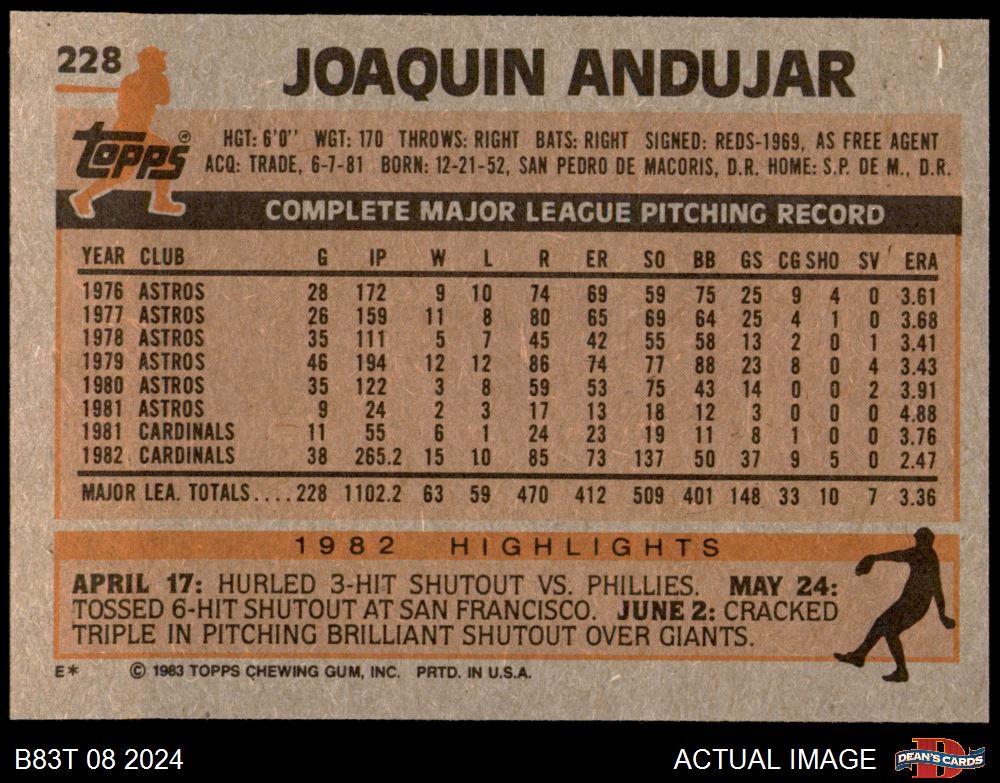 228
JOAQUIN ANDUJAR
TOPPS®
HGT: 6'0" WGT: 170 THROWS: RIGHT BATS: RIGHT SIGNED: REDS-1969, AS FREE AGENT
ACQ: TRADE, 6-7-81 BORN: 12-21-52, SAN PEDRO DE MACORIS, D.R. HOME: S.P. DE M., D.R.
COMPLETE MAJOR LEAGUE PITCHING RECORD
YEAR CLUB G IP W L R ER SO BB GS CG SHO SV ERA
1976 ASTROS 28 172 9 10 74 69 59 75 25 9 4 0 3.61
1977 ASTROS 26 159 11 8 80 65 69 64 25 4 1 0 3.68
1978 ASTROS 35 111 5 7 45 42 55 58 13 2 0 1 3.41
1979 ASTROS 46 194 12 12 86 74 77 88 23 8 0 4 3.43
1980 ASTROS 35 122 3 8 59 53 75 43 14 0 0 2 3.91
1981 ASTROS 9 24 2 3 17 13 18 12 3 0 0 0 4.88
1981 CARDINALS 11 55 6 1 24 23 19 11 8 1 0 0 3.76
1982 CARDINALS 38 265.2 15 10 85 73 137 50 37 9 5 0 2.47
MAJOR LEA. TOTALS....228 1102.2 63 59 470 412 509 401 148 33 10 7 3.36
1982 HIGHLIGHTS
APRIL 17: HURLED 3-HIT SHUTOUT VS. PHILLIES. MAY 24:
TOSSED 6-HIT SHUTOUT AT SAN FRANCISCO. JUNE 2: CRACKED
TRIPLE IN PITCHING BRILLIANT SHUTOUT OVER GIANTS.
E* © 1983 TOPPS CHEWING GUM, INC. PRTD. IN U.S.A.
B83T 08 2024 ACTUAL IMAGE D DEAN'S CARDS